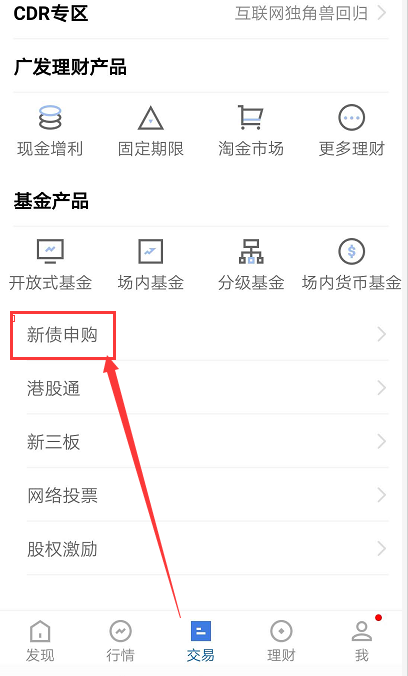 CDR专区 互联网独角兽回归
广发理财产品
现金增利 固定期限 淘金市场 更多理财
基金产品
开放式基金 场内基金 分级基金 场内货币基金
新债申购
港股通
新三板
网络投票
股权激励
发现 行情 交易 理财 我